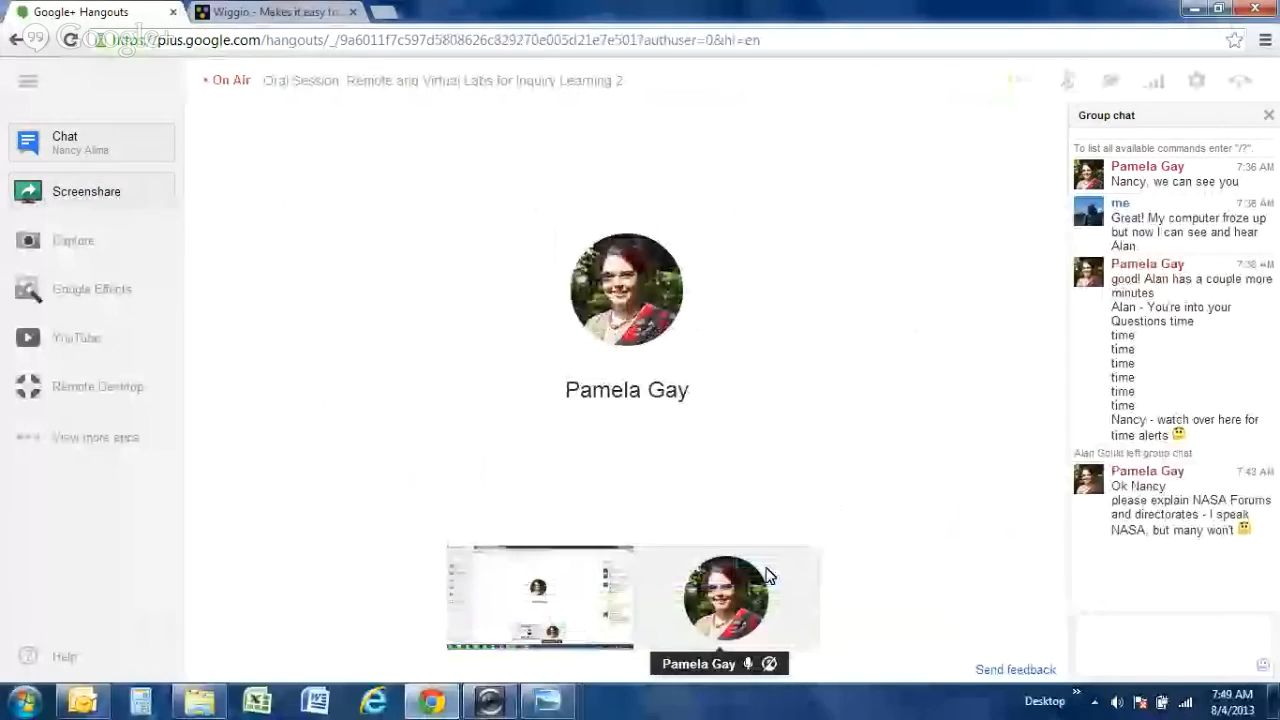 Google+ Hangouts
Wiggio - Makes it easy to...
Google+
https://plus.google.com/hangouts/_/9a6011f7c597d5808626c829270e005d21e7e501?authuser=0&hl=en
• On Air Oral Session Remote and Virtual Labs for Inquiry Learning 2
Chat
Nancy Alima
Screenshare
Capture
Google Effects
YouTube
Remote Desktop
View more apps
Help
Pamela Gay
Pamela Gay
Send feedback
Group chat
To list all available commands enter "/?".
Pamela Gay 7:36 AM
Nancy, we can see you
me 7:38 AM
Great! My computer froze up
but now I can see and hear
Alan.
Pamela Gay 7:38 AM
good! Alan has a couple more
minutes
Alan - You're into your
Questions time
time
time
time
time
time
time
Nancy - watch over here for
time alerts
Alan Gould left group chat
Pamela Gay 7:43 AM
Ok Nancy
please explain NASA Forums
and directorates - I speak
NASA, but many won't
Desktop
7:49 AM
8/4/2013